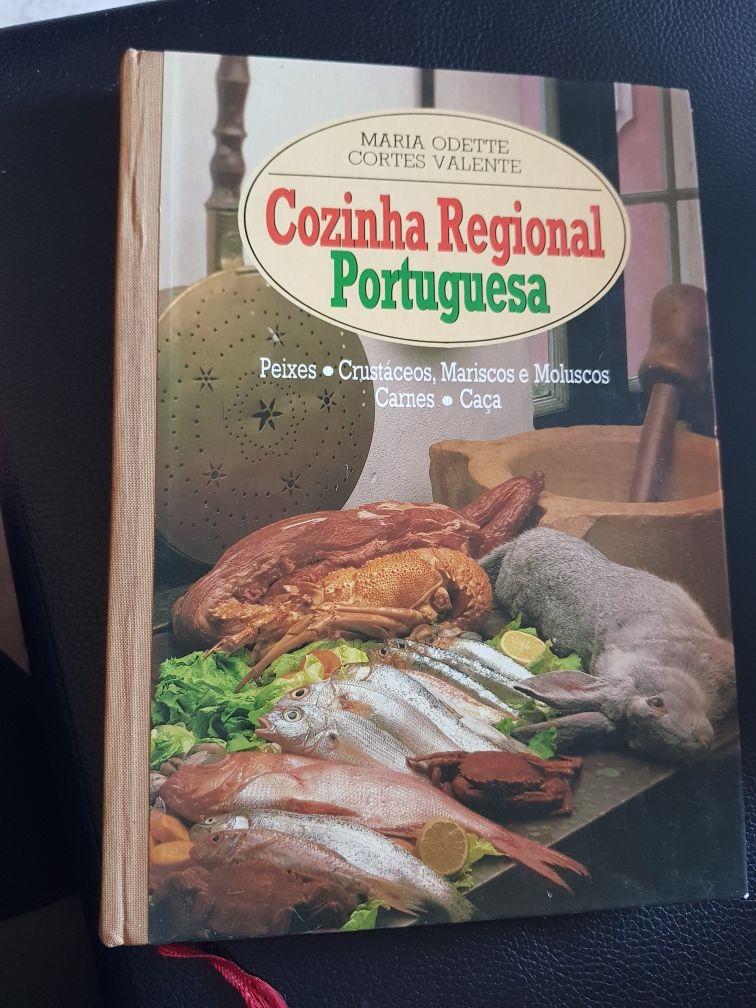 MARIA ODETTE
CORTES VALENTE
Cozinha Regional
Portuguesa
Peixes • Crustáceos, Mariscos e Moluscos
Carnes • Caça